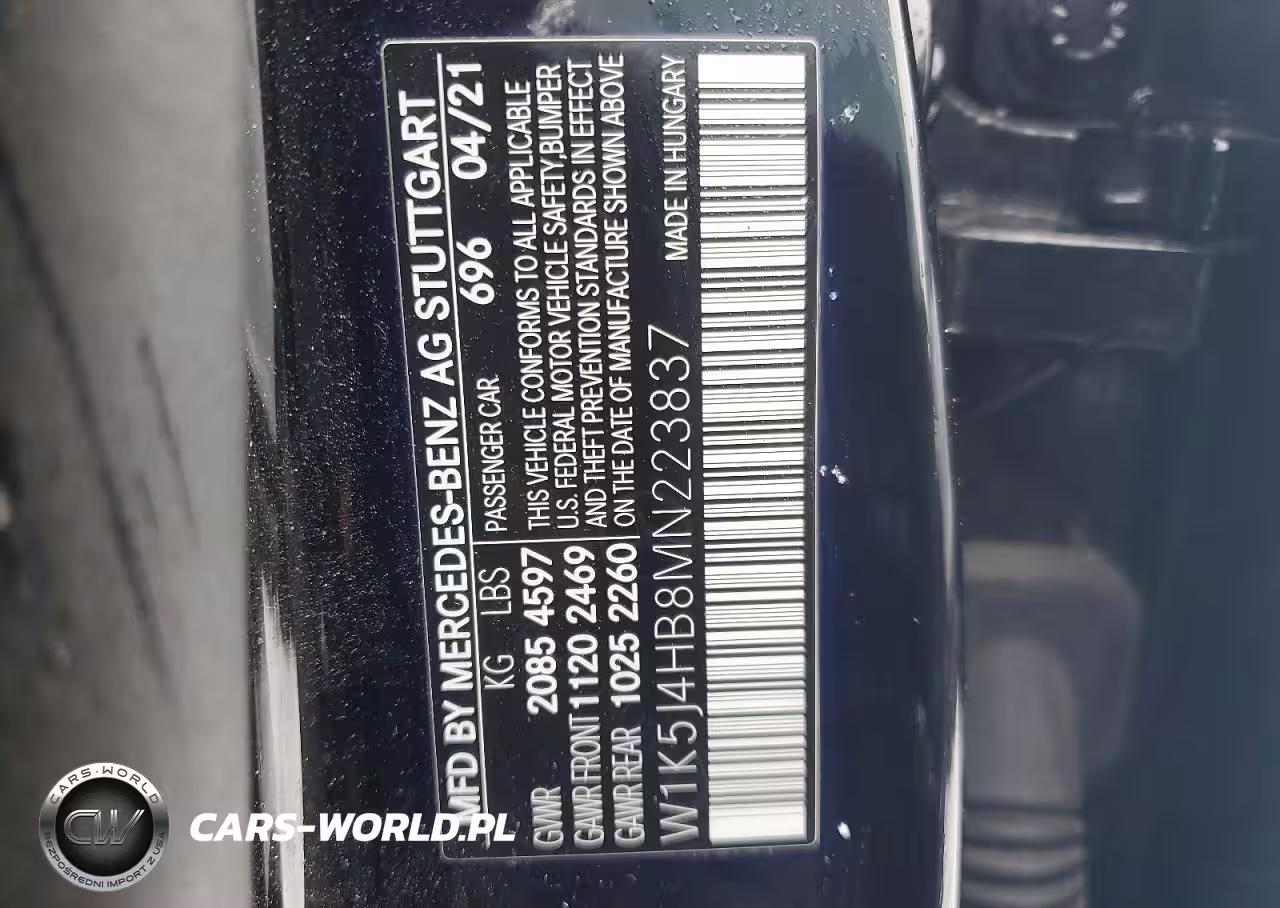 MFD BY MERCEDES-BENZ AG STUTTGART
KG LBS PASSENGER CAR 696 04/21
GVWR 2085 4597
GAWR FRONT 1120 2469
GAWR REAR 1025 2260
THIS VEHICLE CONFORMS TO ALL APPLICABLE
U.S. FEDERAL MOTOR VEHICLE SAFETY,BUMPER
AND THEFT PREVENTION STANDARDS IN EFFECT
ON THE DATE OF MANUFACTURE SHOWN ABOVE
W1K5J4HB8MN223837 MADE IN HUNGARY
CARS-WORLD
CW
BEZPOŚREDNI IMPORT Z USA
CARS-WORLD.PL